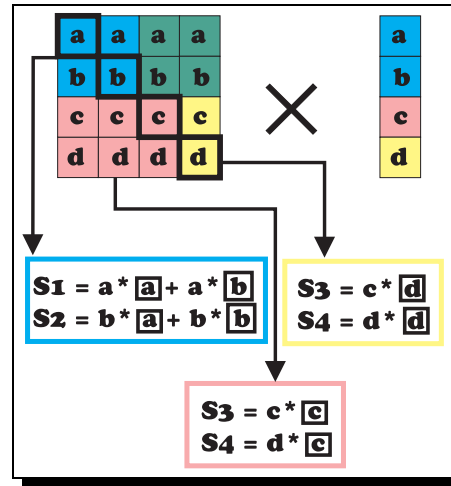 a a a a a
b b b b b
c c c c c
d d d d d
S1 = a* a + a* b
S2 = b* a + b* b
S3 = c* d
S4 = d* d
S3 = c* c
S4 = d* c